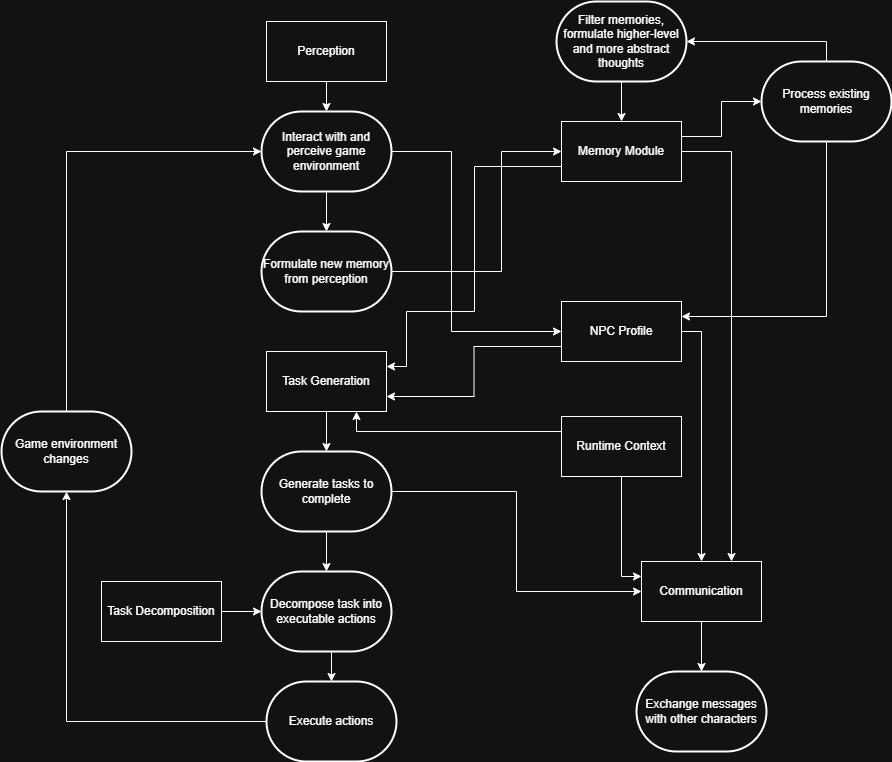 Filter memories,
formulate higher-level
and more abstract
thoughts
Perception
Process existing
memories
Interact with and
perceive game
environment
Memory Module
Formulate new memory
from perception
NPC Profile
Task Generation
Game environment
changes
Runtime Context
Generate tasks to
complete
Task Decomposition
Decompose task into
executable actions
Communication
Execute actions
Exchange messages
with other characters